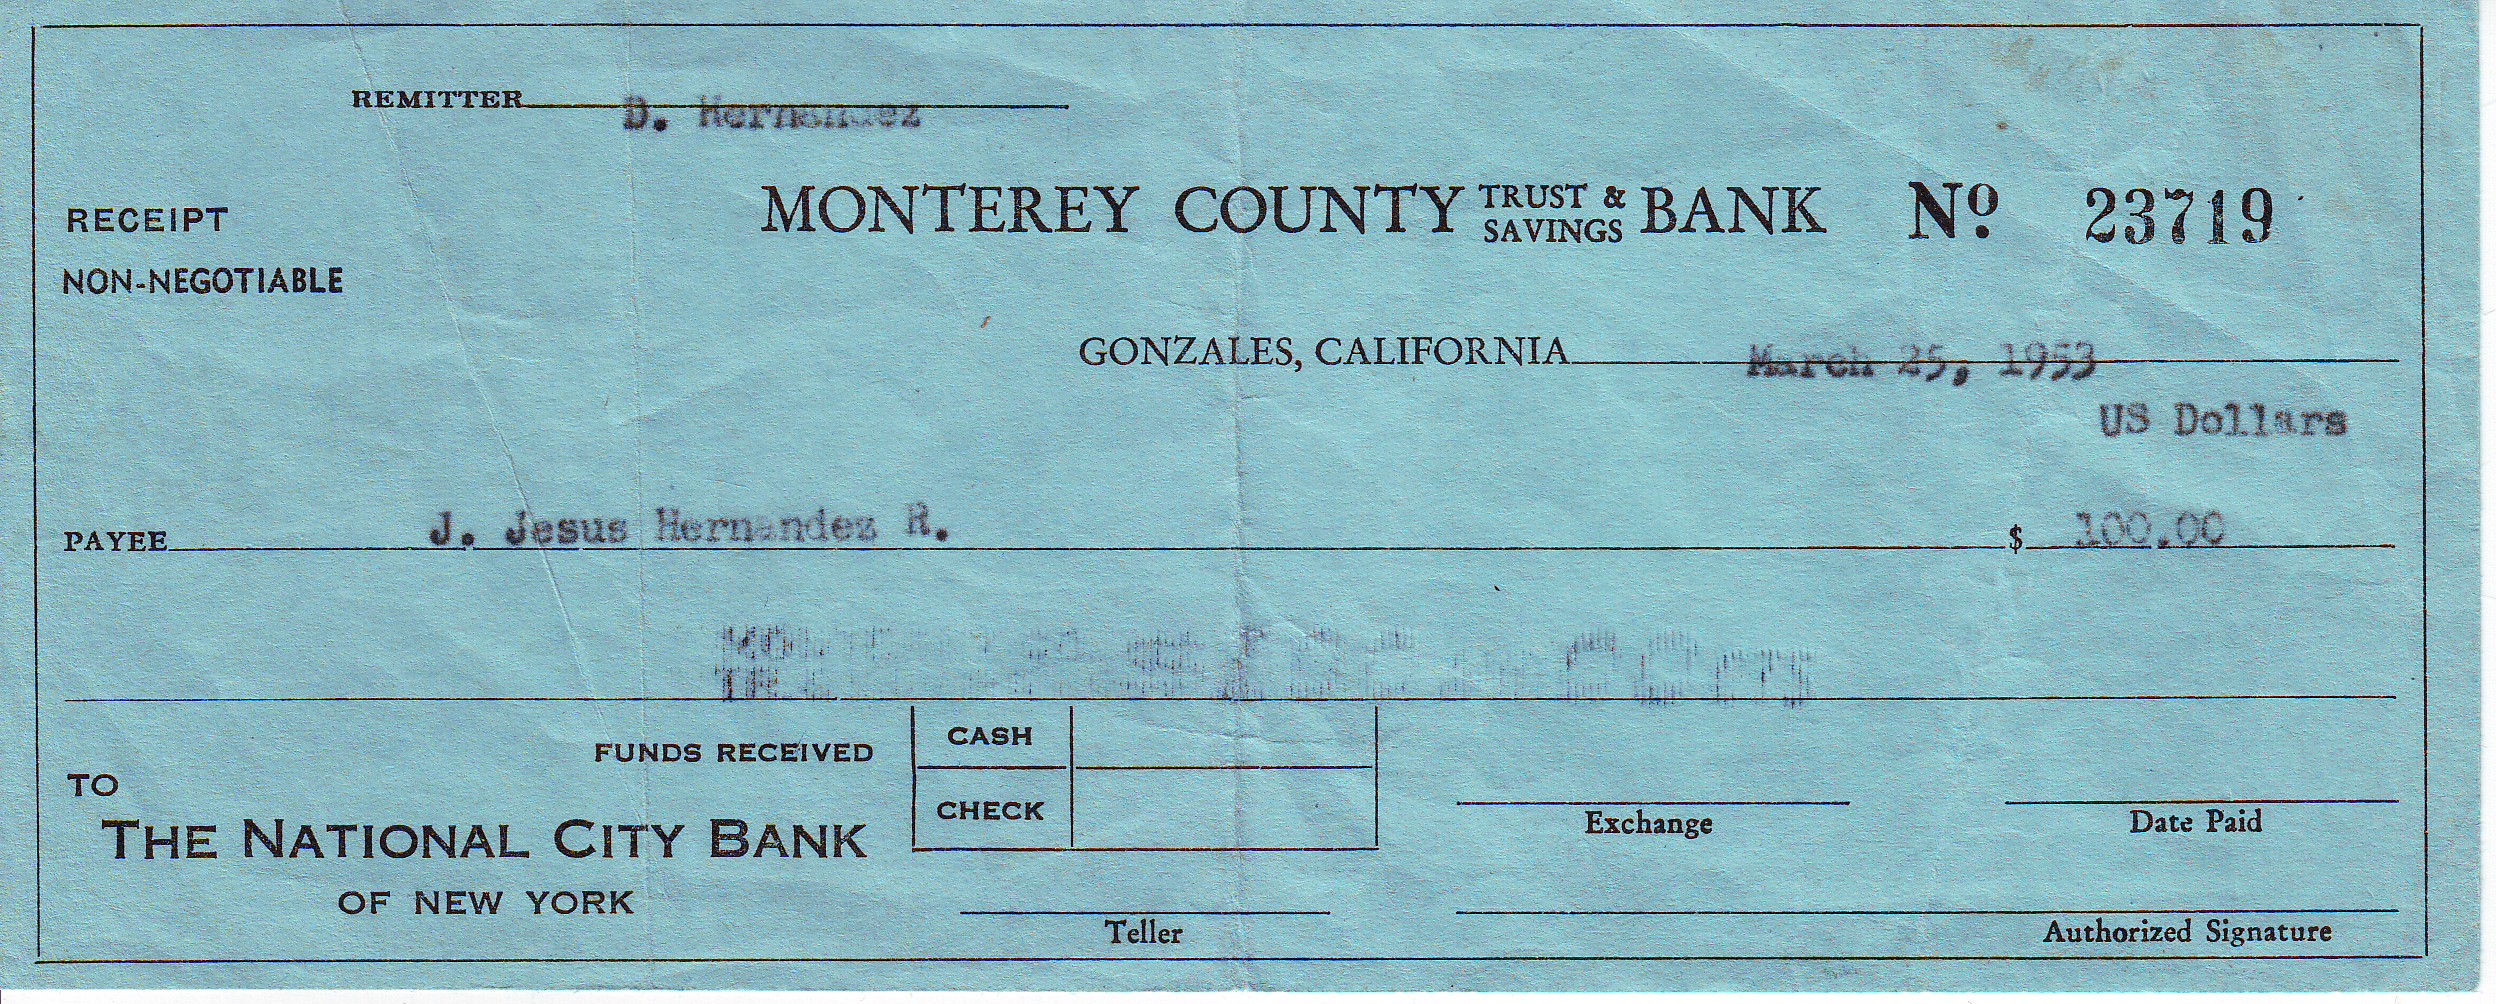 REMITTER D. Hernandez
RECEIPT
NON-NEGOTIABLE
MONTEREY COUNTY TRUST & SAVINGS BANK Nº 23719
GONZALES, CALIFORNIA March 25, 1953
US Dollars
PAYEE J. Jesus Hernandez R. $ 100.00
FUNDS RECEIVED
CASH
CHECK
TO
THE NATIONAL CITY BANK
OF NEW YORK
Exchange
Date Paid
Teller
Authorized Signature